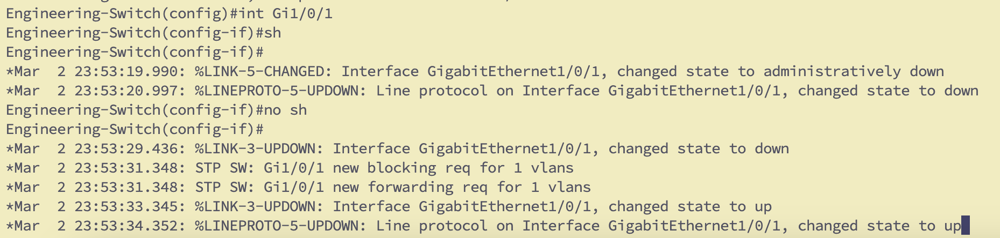 Engineering-Switch(config)#int Gi1/0/1
Engineering-Switch(config-if)#sh
Engineering-Switch(config-if)#
*Mar  2 23:53:19.990: %LINK-5-CHANGED: Interface GigabitEthernet1/0/1, changed state to administratively down
*Mar  2 23:53:20.997: %LINEPROTO-5-UPDOWN: Line protocol on Interface GigabitEthernet1/0/1, changed state to down
Engineering-Switch(config-if)#no sh
Engineering-Switch(config-if)#
*Mar  2 23:53:29.436: %LINK-3-UPDOWN: Interface GigabitEthernet1/0/1, changed state to down
*Mar  2 23:53:31.348: STP SW: Gi1/0/1 new blocking req for 1 vlans
*Mar  2 23:53:31.348: STP SW: Gi1/0/1 new forwarding req for 1 vlans
*Mar  2 23:53:33.345: %LINK-3-UPDOWN: Interface GigabitEthernet1/0/1, changed state to up
*Mar  2 23:53:34.352: %LINEPROTO-5-UPDOWN: Line protocol on Interface GigabitEthernet1/0/1, changed state to up